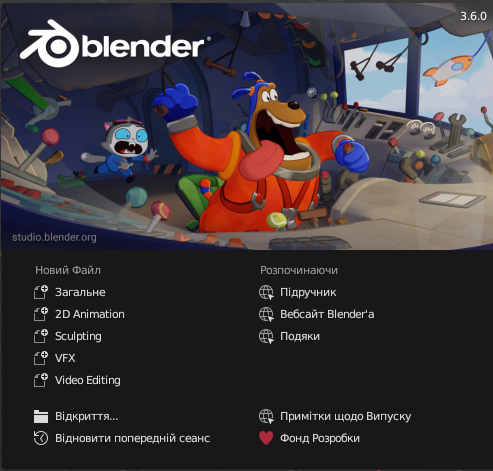 3.6.0
blender
studio.blender.org
Новий Файл
Загальне
2D Animation
Sculpting
VFX
Video Editing
Відкриття...
Відновити попередній сеанс
Розпочинаючи
Підручник
Вебсайт Blender'а
Подяки
Примітки щодо Випуску
Фонд Розробки